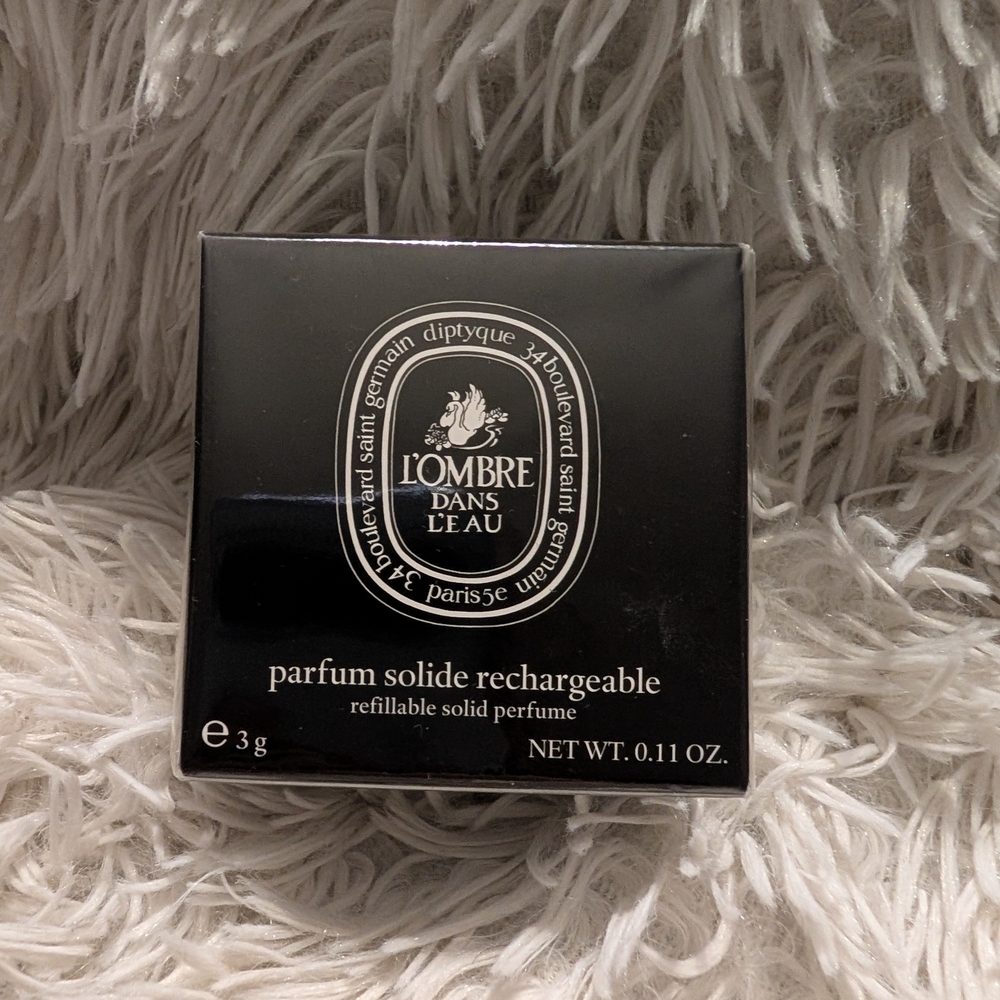 diptyque 34 boulevard saint germain paris5e 34 boulevard saint germain
L'OMBRE
DANS
L'EAU
parfum solide rechargeable
refillable solid perfume
e 3 g
NET WT. 0.11 OZ.